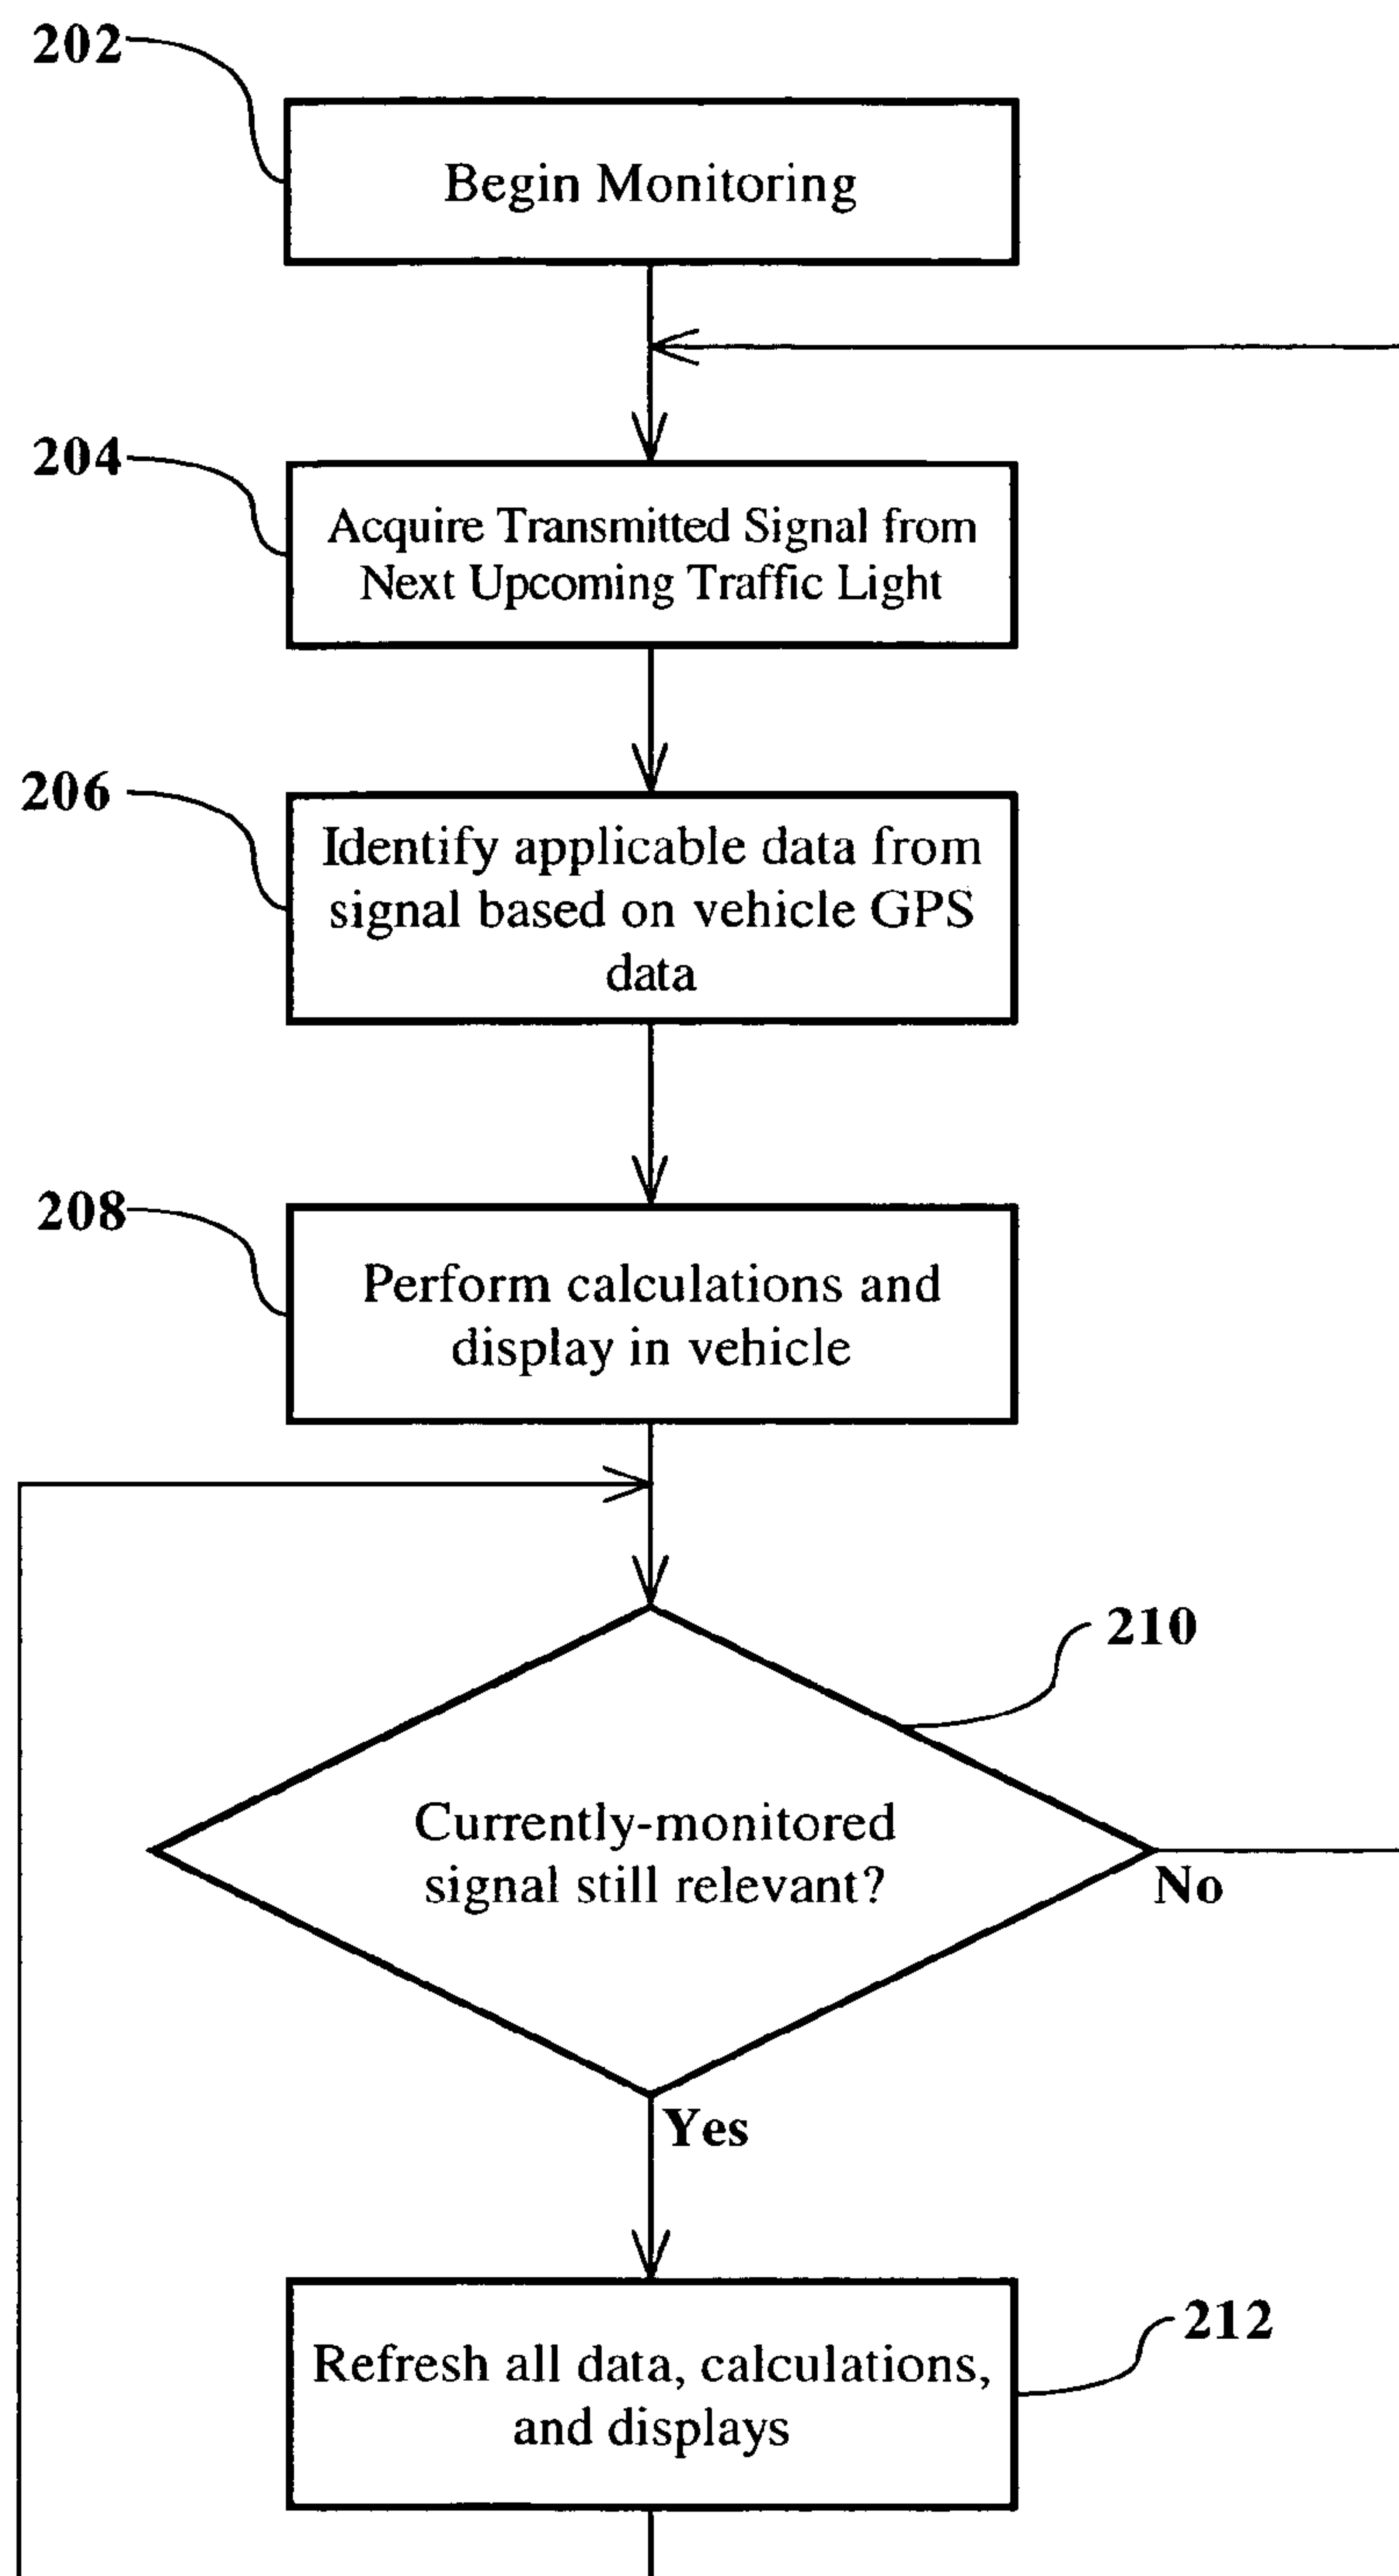 202
Begin Monitoring
204
Acquire Transmitted Signal from
Next Upcoming Traffic Light
206
Identify applicable data from
signal based on vehicle GPS
data
208
Perform calculations and
display in vehicle
210
Currently-monitored
signal still relevant?
No
Yes
212
Refresh all data, calculations,
and displays